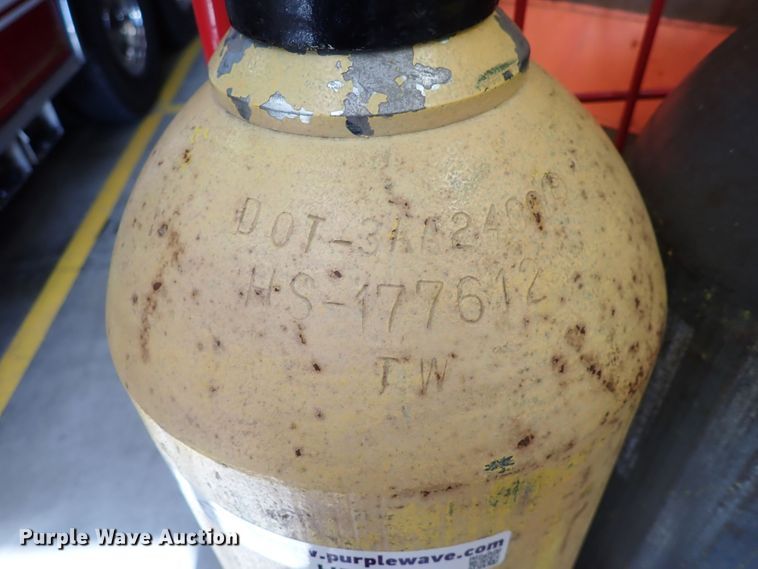 DOT-3AA2400
HS-177612
TW
purplewave.com
Purple Wave Auction